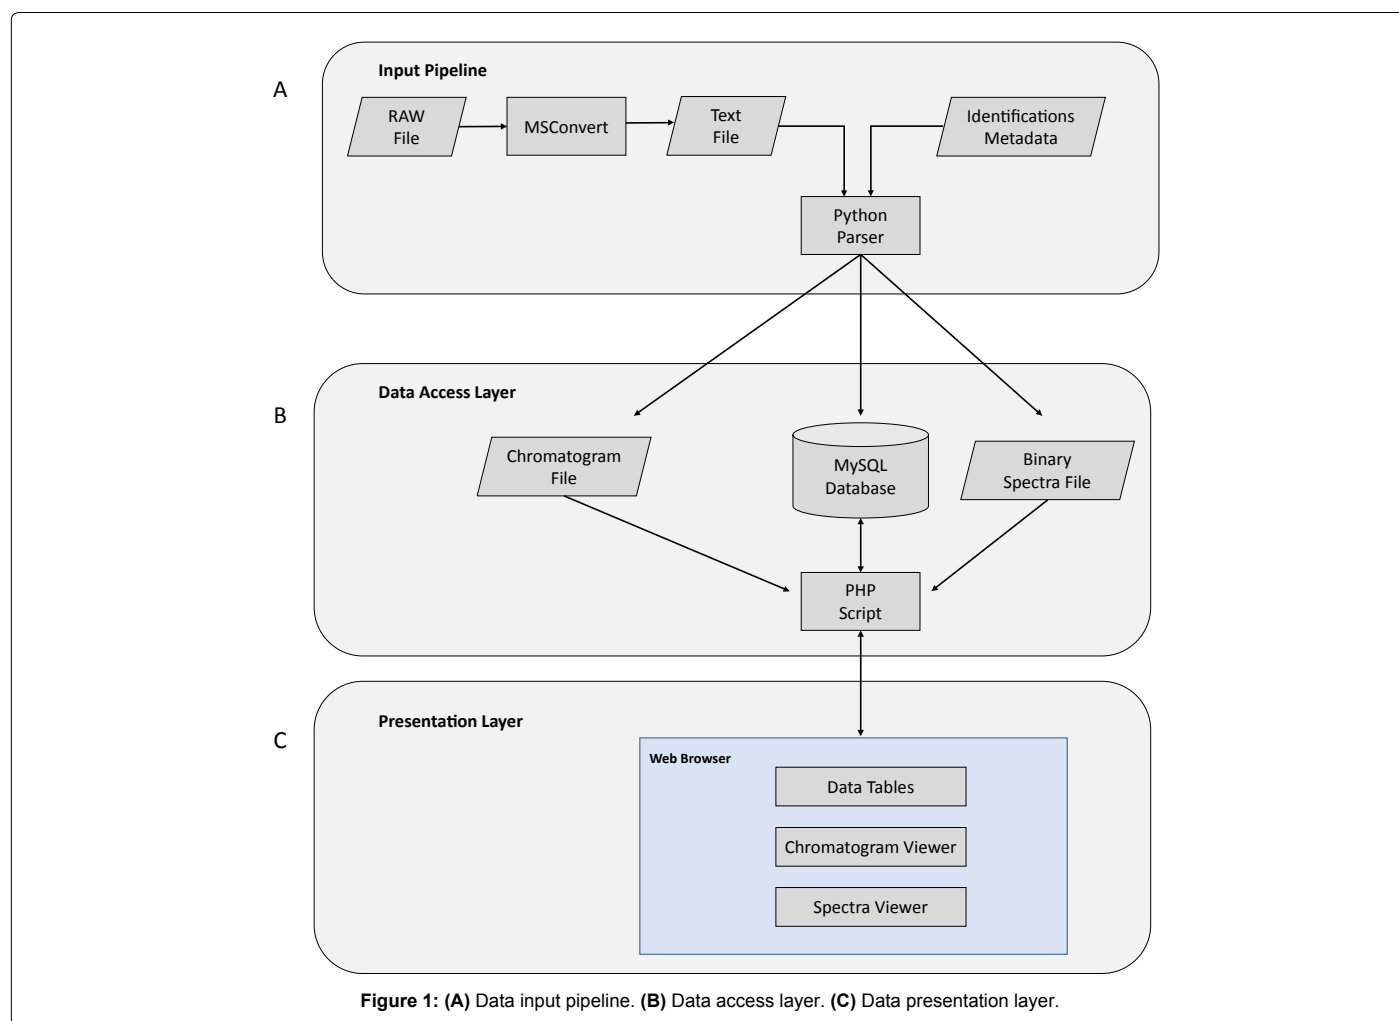 A
Input Pipeline
RAW
File
MSConvert
Text
File
Identifications
Metadata
Python
Parser
B
Data Access Layer
Chromatogram
File
MySQL
Database
Binary
Spectra File
PHP
Script
C
Presentation Layer
Web Browser
Data Tables
Chromatogram Viewer
Spectra Viewer
Figure 1: (A) Data input pipeline. (B) Data access layer. (C) Data presentation layer.